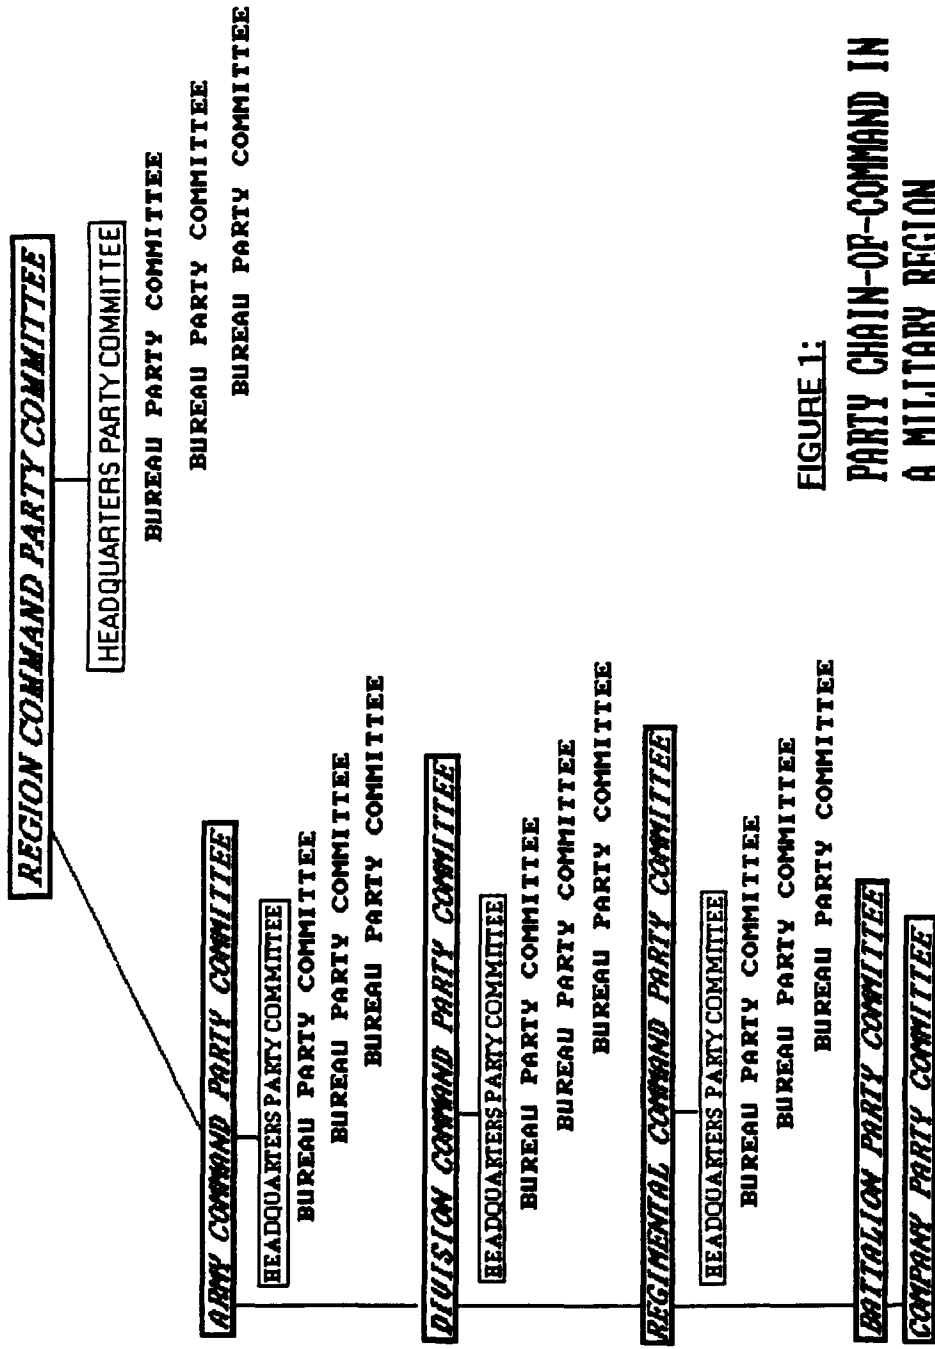 REGION COMMAND PARTY COMMITTEE
HEADQUARTERS PARTY COMMITTEE
BUREAU PARTY COMMITTEE
BUREAU PARTY COMMITTEE
BUREAU PARTY COMMITTEE
ARMY COMMAND PARTY COMMITTEE
HEADQUARTERS PARTY COMMITTEE
BUREAU PARTY COMMITTEE
BUREAU PARTY COMMITTEE
BUREAU PARTY COMMITTEE
DIVISION COMMAND PARTY COMMITTEE
HEADQUARTERS PARTY COMMITTEE
BUREAU PARTY COMMITTEE
BUREAU PARTY COMMITTEE
BUREAU PARTY COMMITTEE
REGIMENTAL COMMAND PARTY COMMITTEE
HEADQUARTERS PARTY COMMITTEE
BUREAU PARTY COMMITTEE
BUREAU PARTY COMMITTEE
BUREAU PARTY COMMITTEE
BATTALION PARTY COMMITTEE
COMPANY PARTY COMMITTEE
FIGURE 1:
PARTY CHAIN-OF-COMMAND IN
A MILITARY REGION